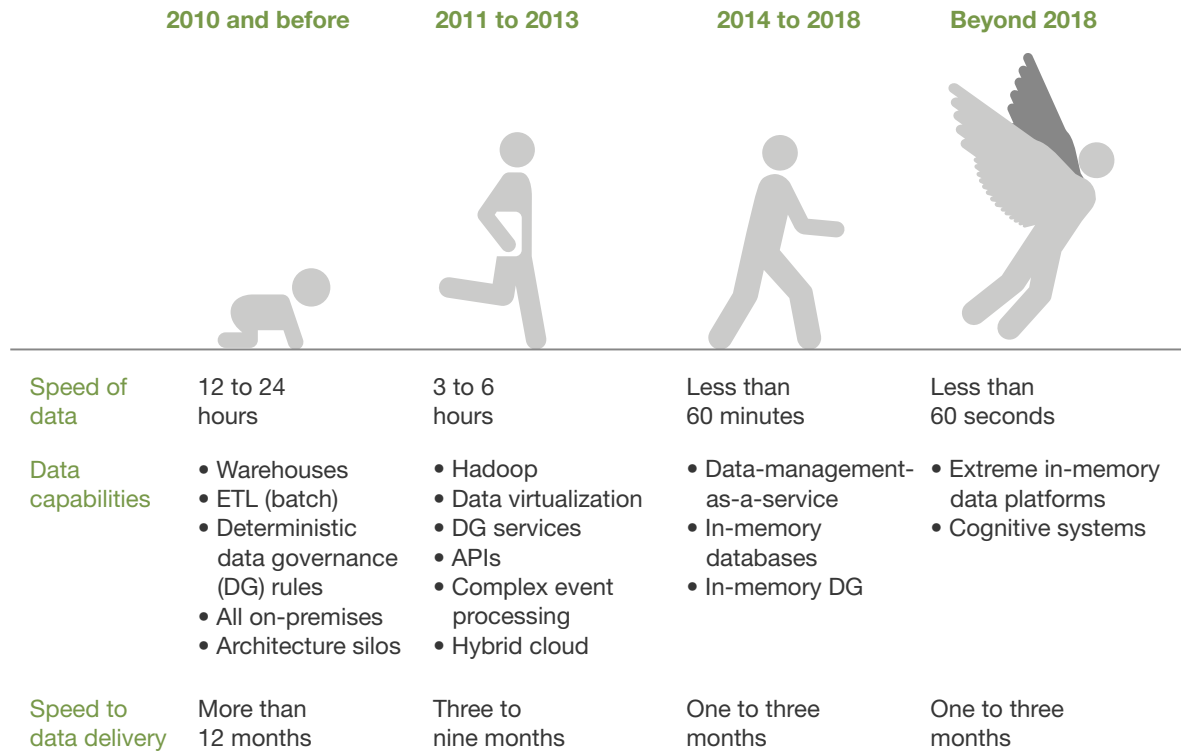 2010 and before
2011 to 2013
2014 to 2018
Beyond 2018
Speed of
data
12 to 24
hours
3 to 6
hours
Less than
60 minutes
Less than
60 seconds
Data
capabilities
• Warehouses
• ETL (batch)
• Deterministic
data governance
(DG) rules
• All on-premises
• Architecture silos
• Hadoop
• Data virtualization
• DG services
• APIs
• Complex event
processing
• Hybrid cloud
• Data-management-
as-a-service
• In-memory
databases
• In-memory DG
• Extreme in-memory
data platforms
• Cognitive systems
Speed to
data delivery
More than
12 months
Three to
nine months
One to three
months
One to three
months